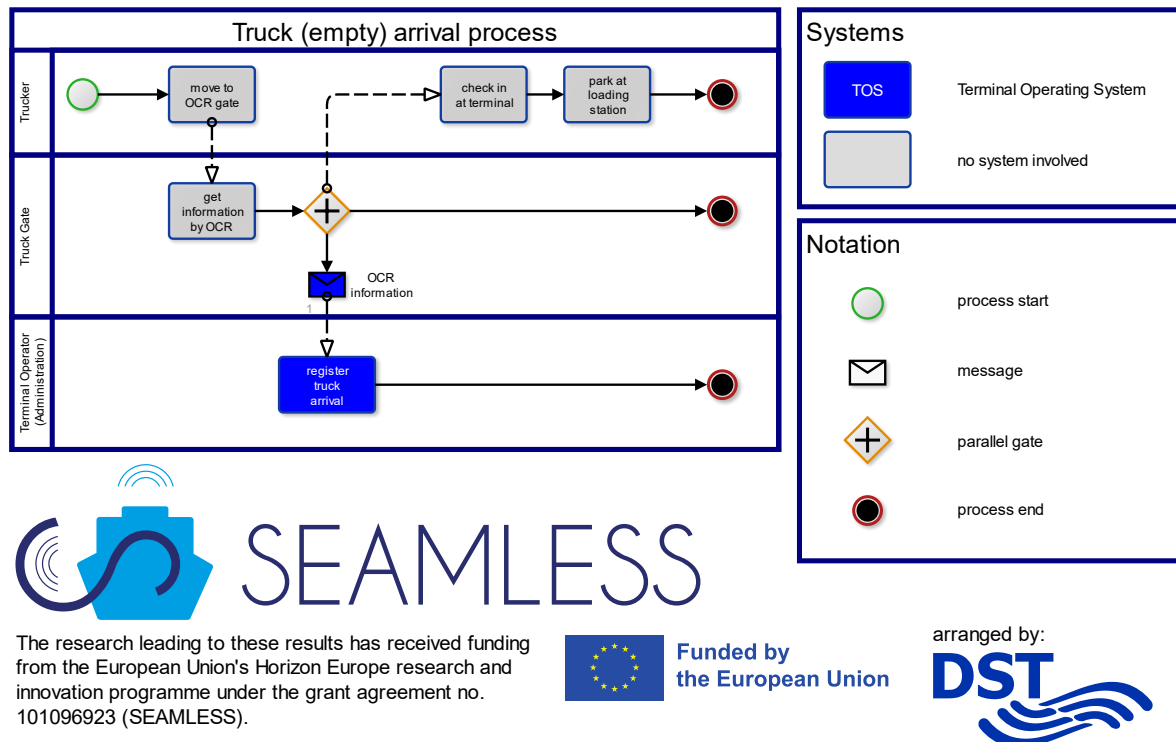 Truck (empty) arrival process
Trucker
move to
OCR gate
check in
at terminal
park at
loading
station
Truck Gate
get
information
by OCR
OCR
information
1
Terminal Operator
(Administration)
register
truck
arrival
Systems
TOS
Terminal Operating System
no system involved
Notation
process start
message
parallel gate
process end
SEAMLESS
The research leading to these results has received funding
from the European Union's Horizon Europe research and
innovation programme under the grant agreement no.
101096923 (SEAMLESS).
Funded by
the European Union
arranged by:
DST